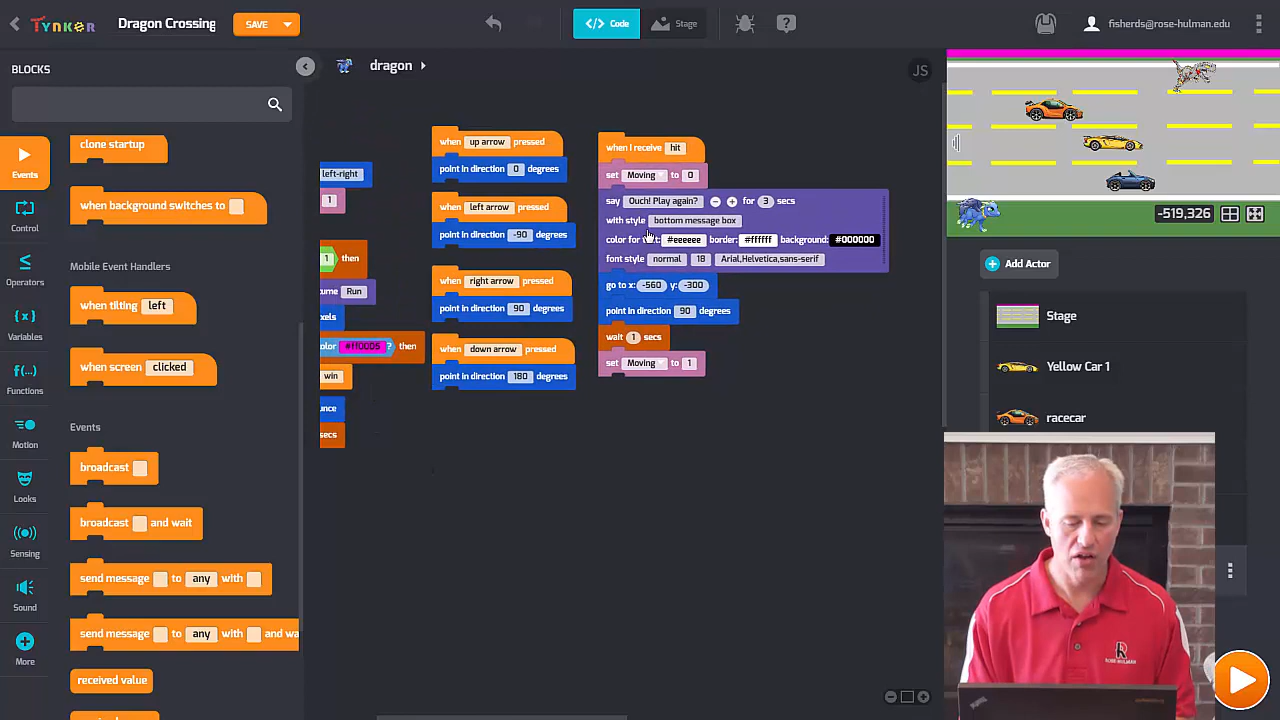 Tynker
Dragon Crossing
SAVE
</> Code
Stage
fisherds@rose-hulman.edu
BLOCKS
dragon
JS
Events
Control
Operators
Variables
Functions
Motion
Looks
Sensing
Sound
More
clone startup
when background switches to
Mobile Event Handlers
when tilting left
when screen clicked
Events
broadcast
broadcast and wait
send message to any with
send message to any with and wa
received value
left-right
1
1 then
Run
#ff00D5 ? then
win
secs
when up arrow pressed
point in direction 0 degrees
when left arrow pressed
point in direction -90 degrees
when right arrow pressed
point in direction 90 degrees
when down arrow pressed
point in direction 180 degrees
when I receive hit
set Moving to 0
say Ouch! Play again? for 3 secs
with style bottom message box
color for #eeeeee border: #ffffff background: #000000
font style normal 18 Arial,Helvetica,sans-serif
go to x: -560 y: -300
point in direction 90 degrees
wait 1 secs
set Moving to 1
-519,326
Add Actor
Stage
Yellow Car 1
racecar
ROSE-HULMAN